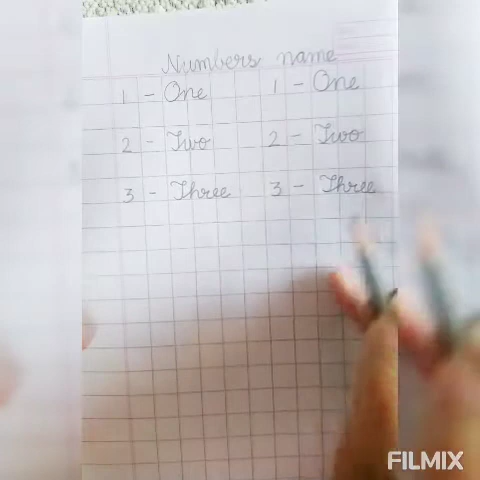 Numbers name
1 - One 1 - One
2 - Two 2 - Two
3 - Three 3 - Three
FILMIX